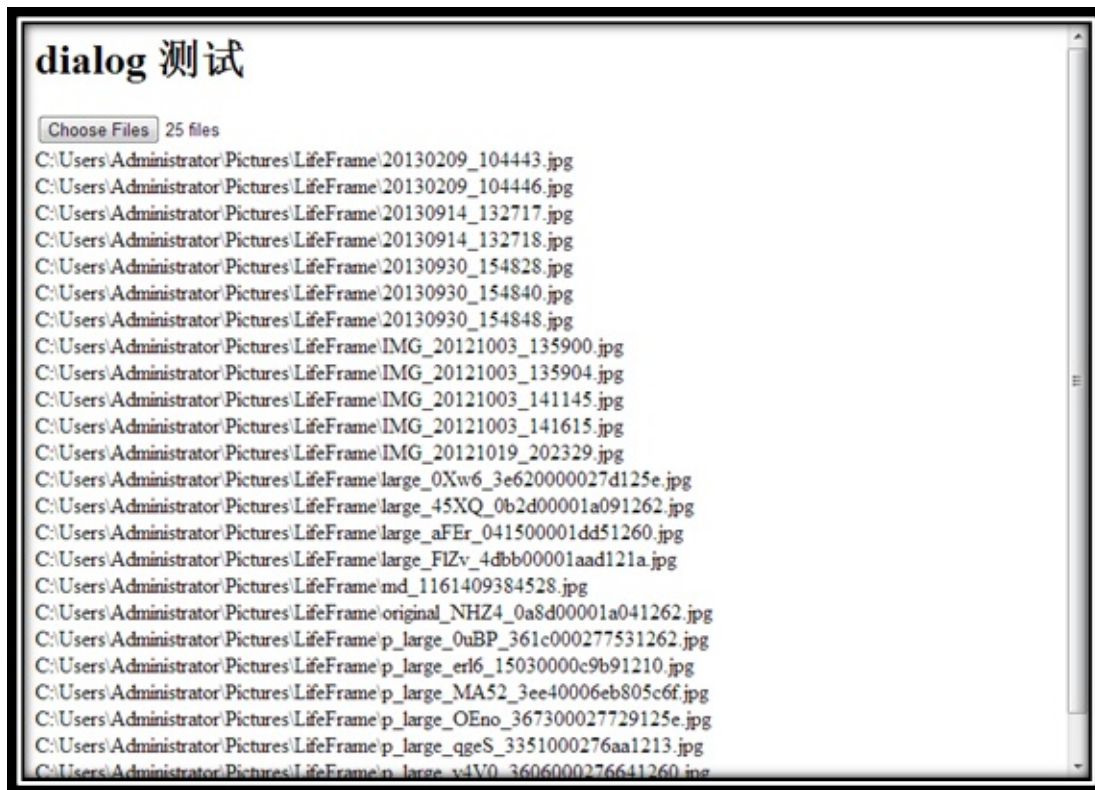 dialog 测试
Choose Files 25 files
C:\Users\Administrator\Pictures\LifeFrame\20130209_104443.jpg
C:\Users\Administrator\Pictures\LifeFrame\20130209_104446.jpg
C:\Users\Administrator\Pictures\LifeFrame\20130914_132717.jpg
C:\Users\Administrator\Pictures\LifeFrame\20130914_132718.jpg
C:\Users\Administrator\Pictures\LifeFrame\20130930_154828.jpg
C:\Users\Administrator\Pictures\LifeFrame\20130930_154840.jpg
C:\Users\Administrator\Pictures\LifeFrame\20130930_154848.jpg
C:\Users\Administrator\Pictures\LifeFrame\IMG_20121003_135900.jpg
C:\Users\Administrator\Pictures\LifeFrame\IMG_20121003_135904.jpg
C:\Users\Administrator\Pictures\LifeFrame\IMG_20121003_141145.jpg
C:\Users\Administrator\Pictures\LifeFrame\IMG_20121003_141615.jpg
C:\Users\Administrator\Pictures\LifeFrame\IMG_20121019_202329.jpg
C:\Users\Administrator\Pictures\LifeFrame\large_0Xw6_3e620000027d125e.jpg
C:\Users\Administrator\Pictures\LifeFrame\large_45XQ_0b2d00001a091262.jpg
C:\Users\Administrator\Pictures\LifeFrame\large_aFEr_041500001dd51260.jpg
C:\Users\Administrator\Pictures\LifeFrame\large_FlZv_4dbb00001aad121a.jpg
C:\Users\Administrator\Pictures\LifeFrame\md_1161409384528.jpg
C:\Users\Administrator\Pictures\LifeFrame\original_NHZ4_0a8d00001a041262.jpg
C:\Users\Administrator\Pictures\LifeFrame\p_large_0uBP_361c000277531262.jpg
C:\Users\Administrator\Pictures\LifeFrame\p_large_erl6_15030000c9b91210.jpg
C:\Users\Administrator\Pictures\LifeFrame\p_large_MA52_3ee40006eb805c6f.jpg
C:\Users\Administrator\Pictures\LifeFrame\p_large_OEno_367300027729125e.jpg
C:\Users\Administrator\Pictures\LifeFrame\p_large_qgeS_3351000276aa1213.jpg
C:\Users\Administrator\Pictures\LifeFrame\p_large_v4V0_3606000276641260.jpg